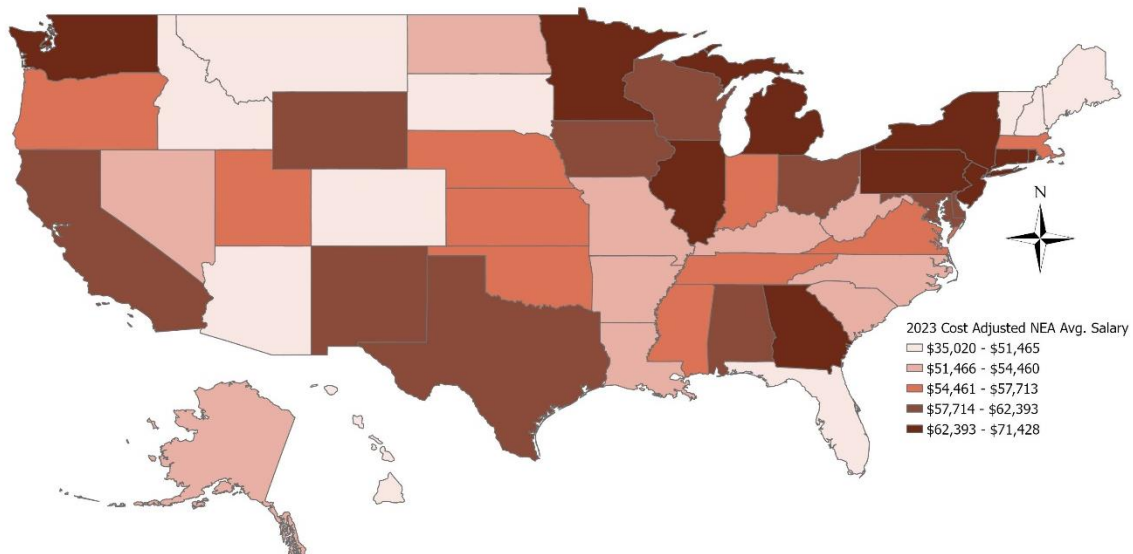 N
2023 Cost Adjusted NEA Avg. Salary
$35,020 - $51,465
$51,466 - $54,460
$54,461 - $57,713
$57,714 - $62,393
$62,393 - $71,428